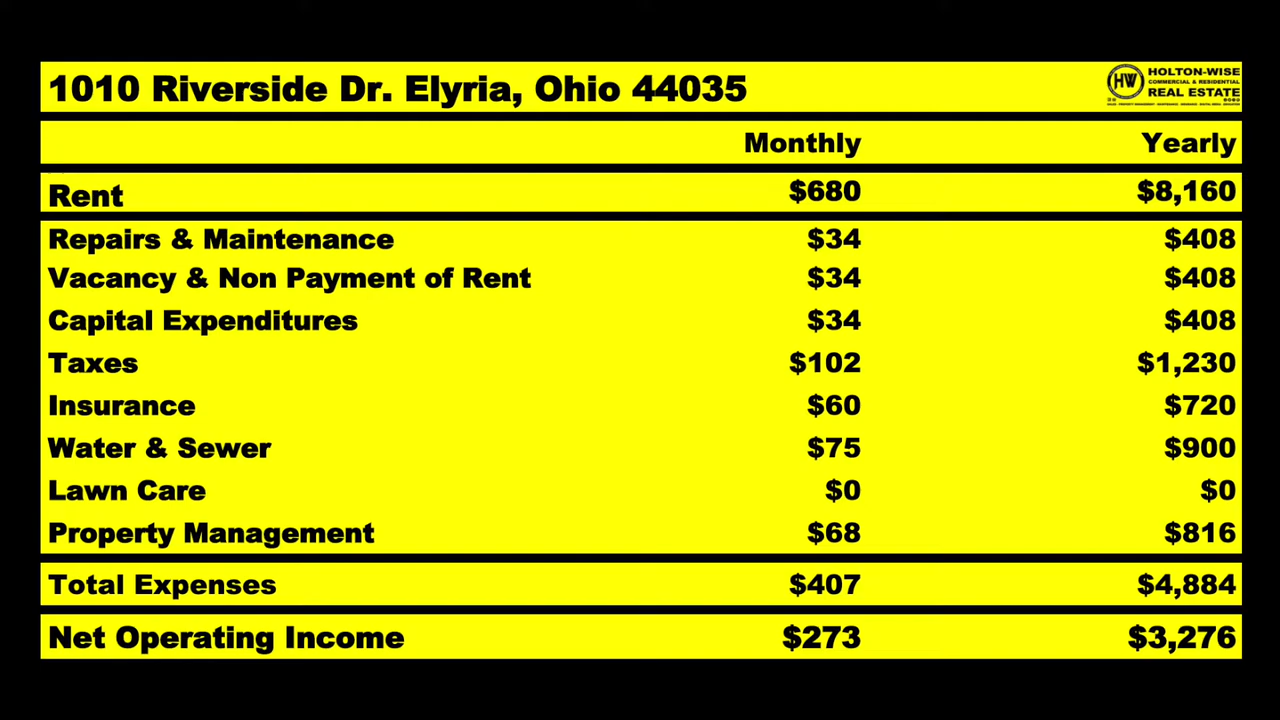 1010 Riverside Dr. Elyria, Ohio 44035
HW
HOLTON-WISE
COMMERCIAL & RESIDENTIAL
REAL ESTATE
Monthly Yearly
Rent $680 $8,160
Repairs & Maintenance $34 $408
Vacancy & Non Payment of Rent $34 $408
Capital Expenditures $34 $408
Taxes $102 $1,230
Insurance $60 $720
Water & Sewer $75 $900
Lawn Care $0 $0
Property Management $68 $816
Total Expenses $407 $4,884
Net Operating Income $273 $3,276